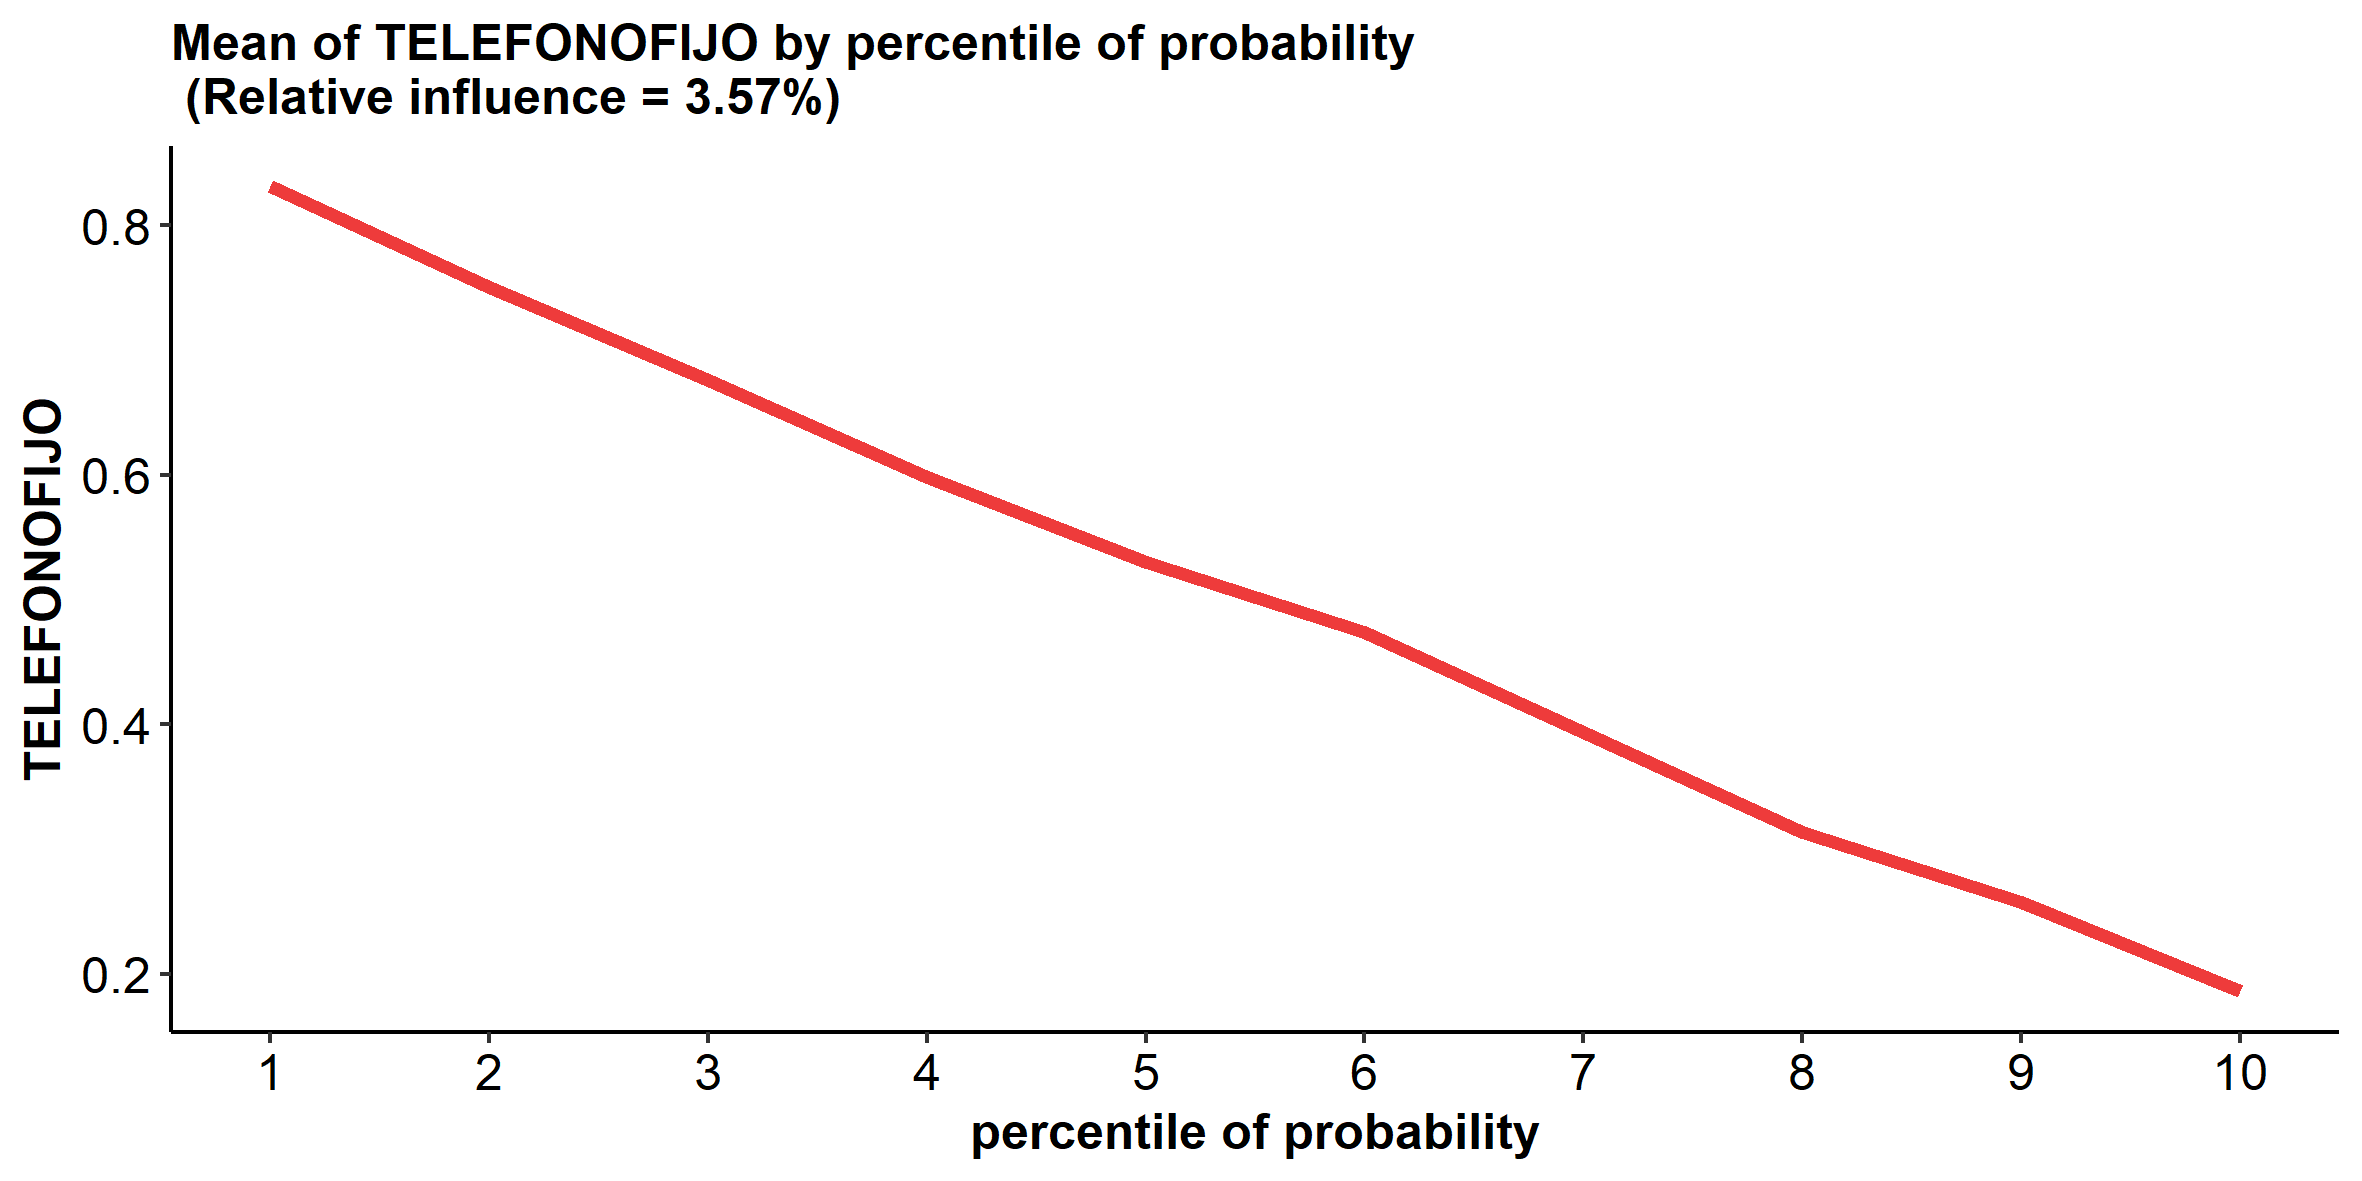 Mean of TELEFONOFIJO by percentile of probability
(Relative influence = 3.57%)
TELEFONOFIJO
0.8
0.6
0.4
0.2
1 2 3 4 5 6 7 8 9 10
percentile of probability